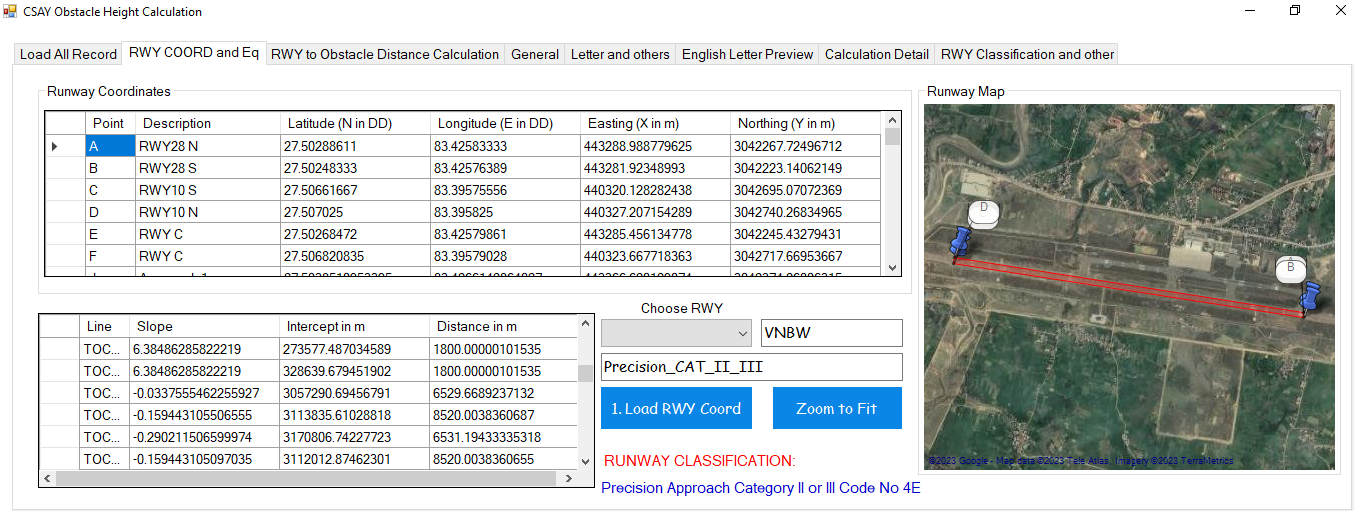 CSAY Obstacle Height Calculation
Load All Record RWY COORD and Eq RWY to Obstacle Distance Calculation General Letter and others English Letter Preview Calculation Detail RWY Classification and other
Runway Coordinates
Point Description Latitude (N in DD) Longitude (E in DD) Easting (X in m) Northing (Y in m)
A RWY28 N 27.50288611 83.42583333 443288.988779625 3042267.72496712
B RWY28 S 27.50248333 83.42576389 443281.92348993 3042223.14062149
C RWY10 S 27.50661667 83.39575556 440320.128282438 3042695.07072369
D RWY10 N 27.507025 83.395825 440327.207154289 3042740.26834965
E RWY C 27.50268472 83.42579861 443285.456134778 3042245.43279431
F RWY C 27.506820835 83.39579028 440323.667718363 3042717.66953667
Line Slope Intercept in m Distance in m
TOC... 6.38486285822219 273577.487034589 1800.00000101535
TOC... 6.38486285822219 328639.679451902 1800.00000101535
TOC... -0.0337555462255927 3057290.69456791 6529.6689237132
TOC... -0.159443105506555 3113835.61028818 8520.0038360687
TOC... -0.290211506599974 3170806.74227723 6531.19433335318
TOC... -0.159443105097035 3112012.87462301 8520.0038360655
Choose RWY
VNBW
Precision_CAT_II_III
1. Load RWY Coord Zoom to Fit
RUNWAY CLASSIFICATION:
Precision Approach Category II or III Code No 4E
Runway Map
D
A
B
©2023 Google - Map data ©2023 Tele Atlas, Imagery ©2023 TerraMetrics